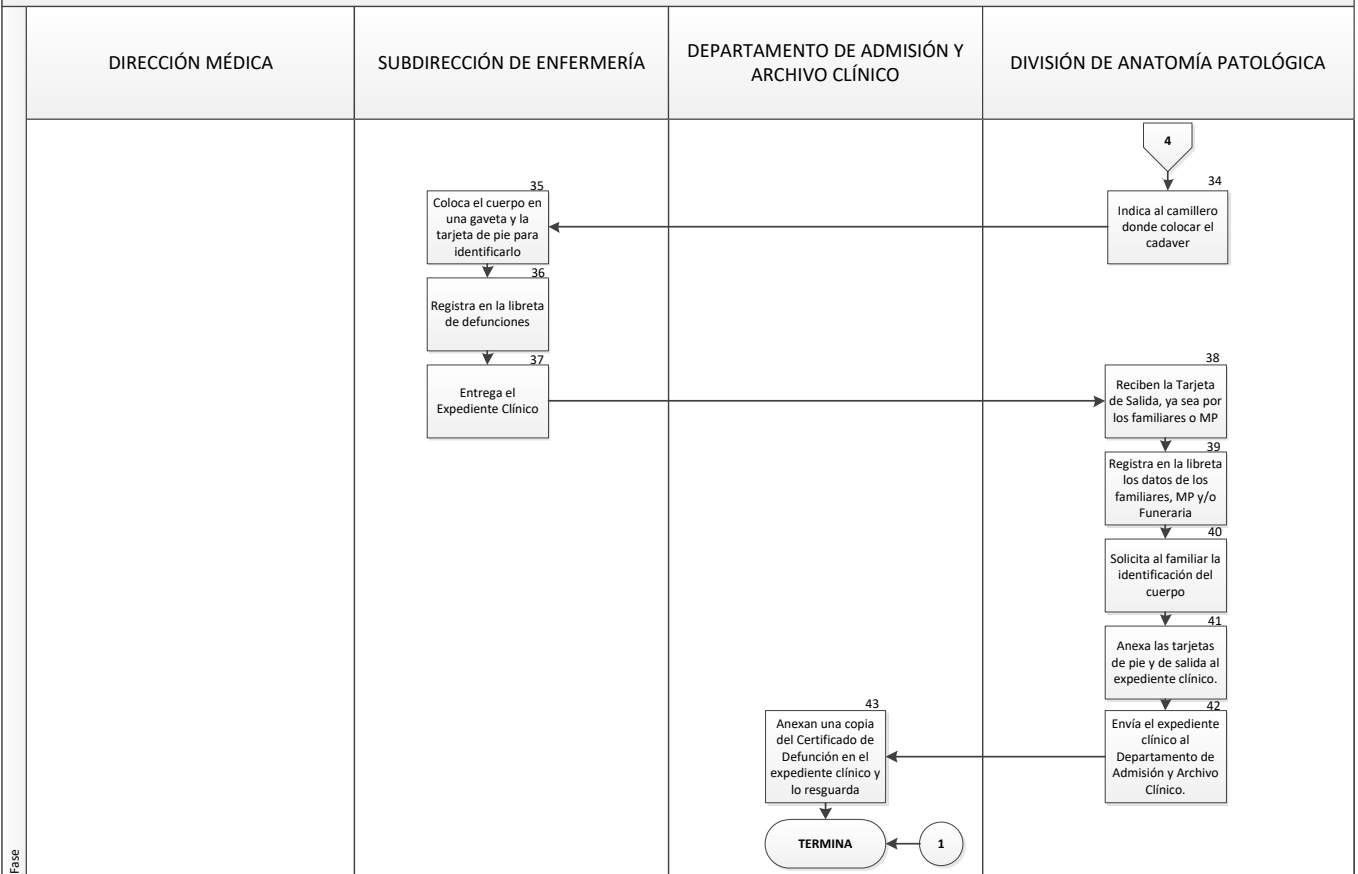 DIRECCIÓN MÉDICA
SUBDIRECCIÓN DE ENFERMERÍA
DEPARTAMENTO DE ADMISIÓN Y
ARCHIVO CLÍNICO
DIVISIÓN DE ANATOMÍA PATOLÓGICA
4
34
Indica al camillero
donde colocar el
cadaver
35
Coloca el cuerpo en
una gaveta y la
tarjeta de pie para
identificarlo
36
Registra en la libreta
de defunciones
37
Entrega el
Expediente Clínico
38
Reciben la Tarjeta
de Salida, ya sea por
los familiares o MP
39
Registra en la libreta
los datos de los
familiares, MP y/o
Funeraria
40
Solicita al familiar la
identificación del
cuerpo
41
Anexa las tarjetas
de pie y de salida al
expediente clínico.
42
Envía el expediente
clínico al
Departamento de
Admisión y Archivo
Clínico.
43
Anexan una copia
del Certificado de
Defunción en el
expediente clínico y
lo resguarda
TERMINA
1
Fase